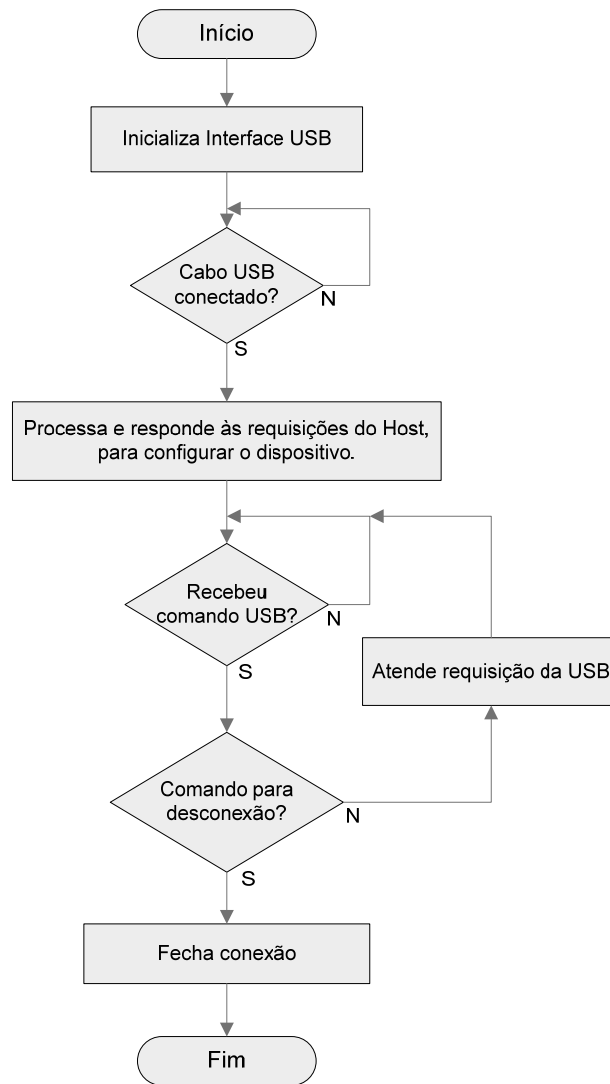 Início
Inicializa Interface USB
Cabo USB
conectado?
N
S
Processa e responde às requisições do Host,
para configurar o dispositivo.
Recebeu
comando USB?
N
S
Atende requisição da USB
Comando para
desconexão?
N
S
Fecha conexão
Fim